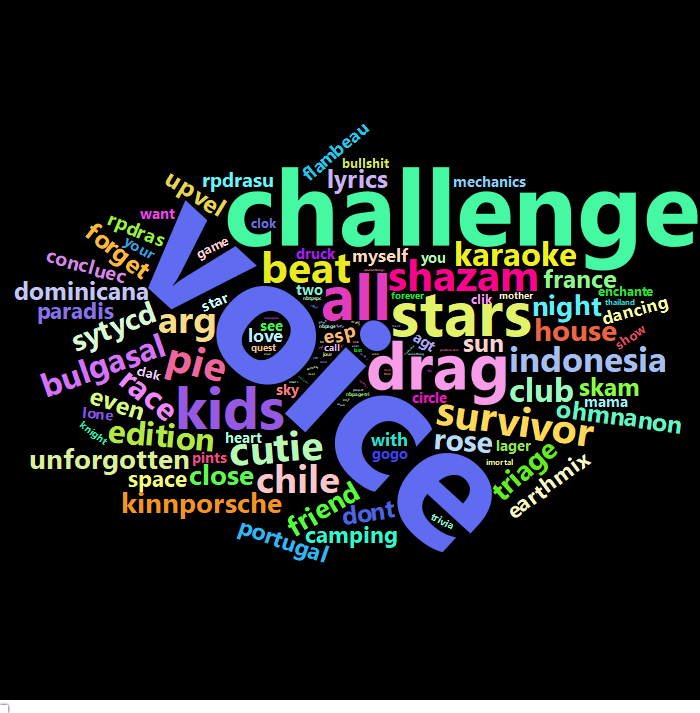 flambeau
bullshit
upvel
rpdrasu
lyrics
mechanics
challenge
want
clok
rpdras
your
forget
game
voice
druck
myself
you
karaoke
concluec
beat
shazam
france
enchante
dominicana
two
all
forever
clik
mother
night
thailand
dancing
paradis
star
stars
sytycd
arg
see
love
esp
agt
sun
house
show
bulgasal
pie
quest
call
drag
indonesia
dak
race
sky
kids
circle
club
skam
mama
even
lone
survivor
ohmnanon
knight
edition
heart
cutie
with
rose
lager
unforgotten
pints
gogo
imortal
triage
space
close
chile
earthmix
kinnporsche
friend
dont
trivia
portugal
camping